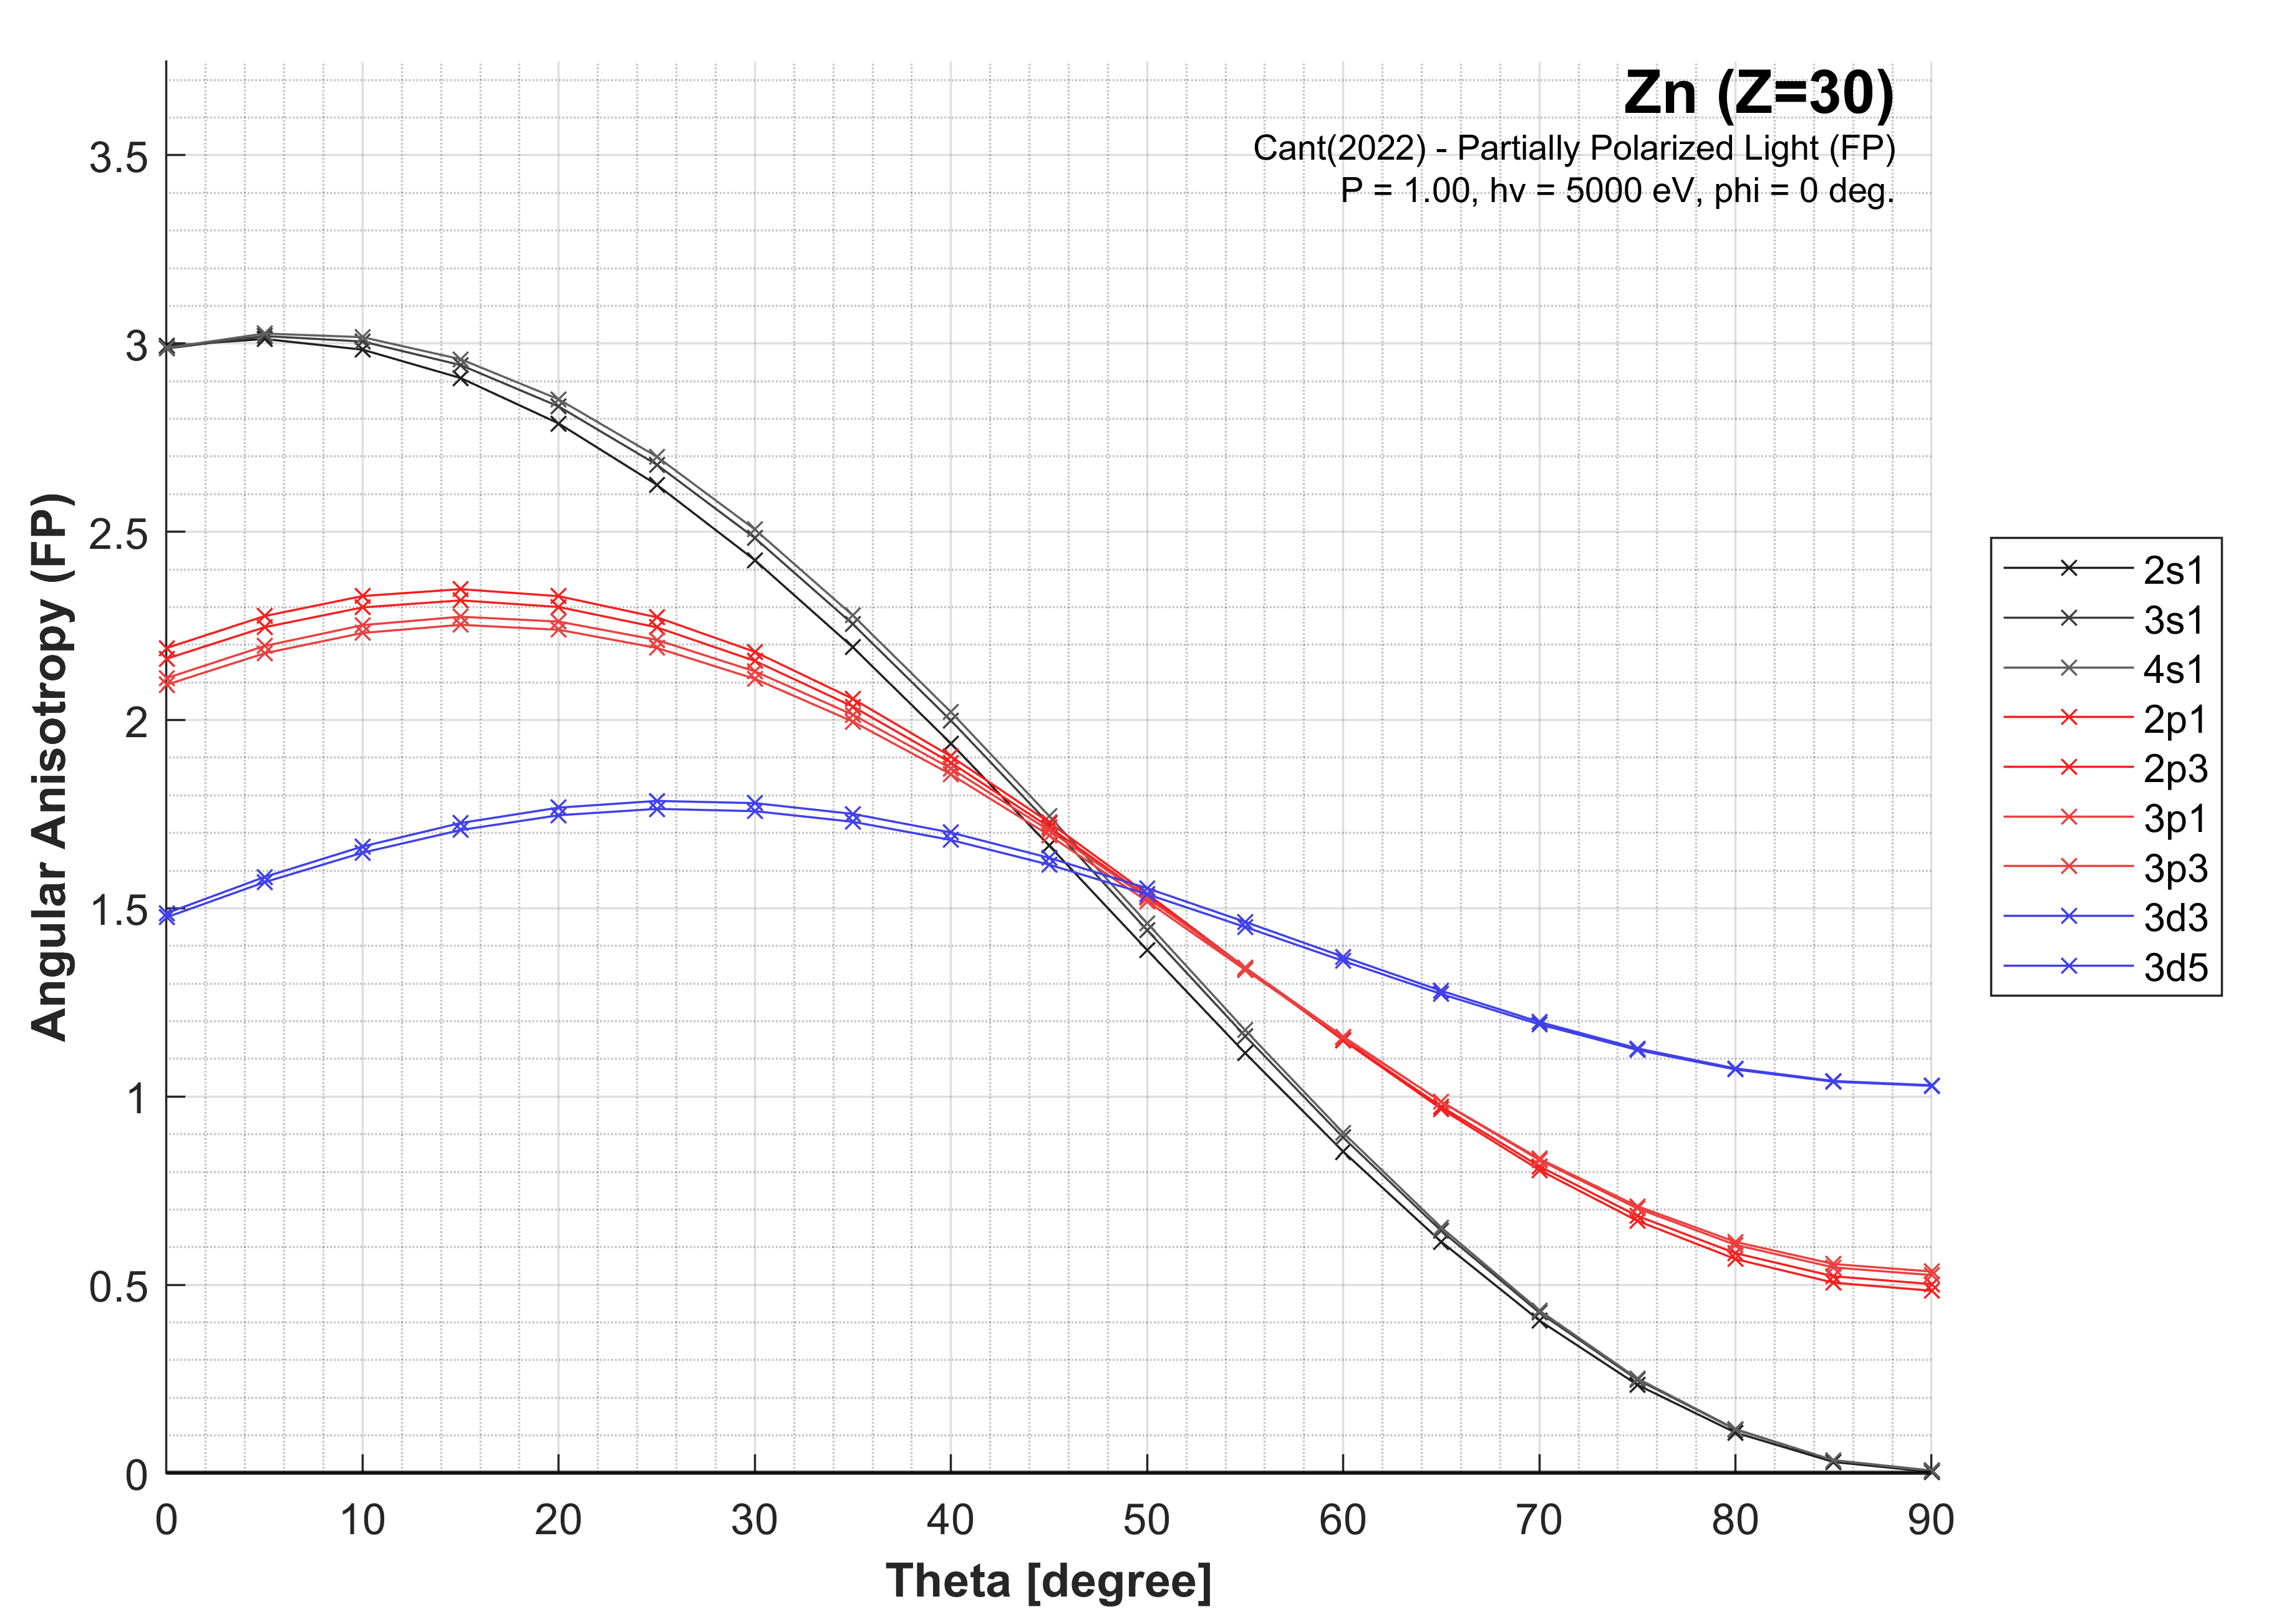 Zn (Z=30)
Cant(2022) - Partially Polarized Light (FP)
P = 1.00, hv = 5000 eV, phi = 0 deg.
Angular Anisotropy (FP)
3.5
3
2.5
2
1.5
1
0.5
0
0 10 20 30 40 50 60 70 80 90
Theta [degree]
2s1
3s1
4s1
2p1
2p3
3p1
3p3
3d3
3d5